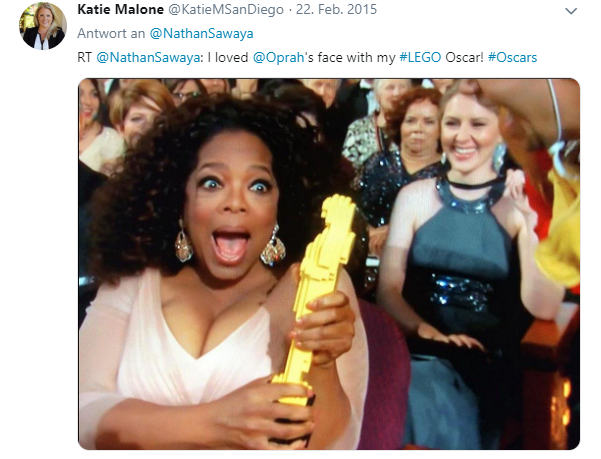 Katie Malone @KatieMSanDiego · 22. Feb. 2015
Antwort an @NathanSawaya
RT @NathanSawaya: I loved @Oprah's face with my #LEGO Oscar! #Oscars